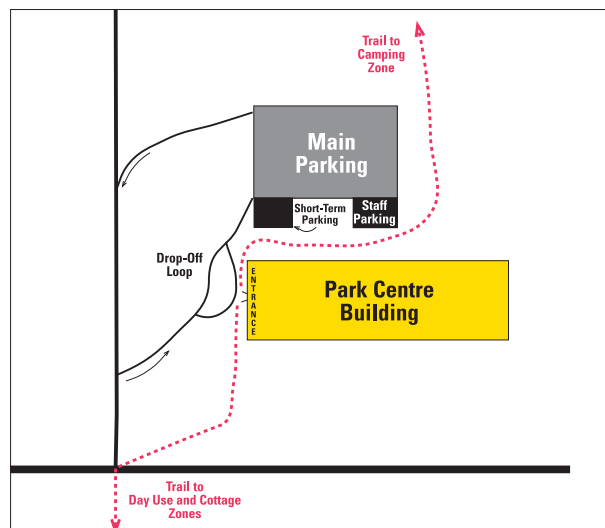 Trail to
Camping
Zone
Main
Parking
Short-Term
Parking
Staff
Parking
Drop-Off
Loop
ENTRANCE
Park Centre
Building
Trail to
Day Use and Cottage
Zones